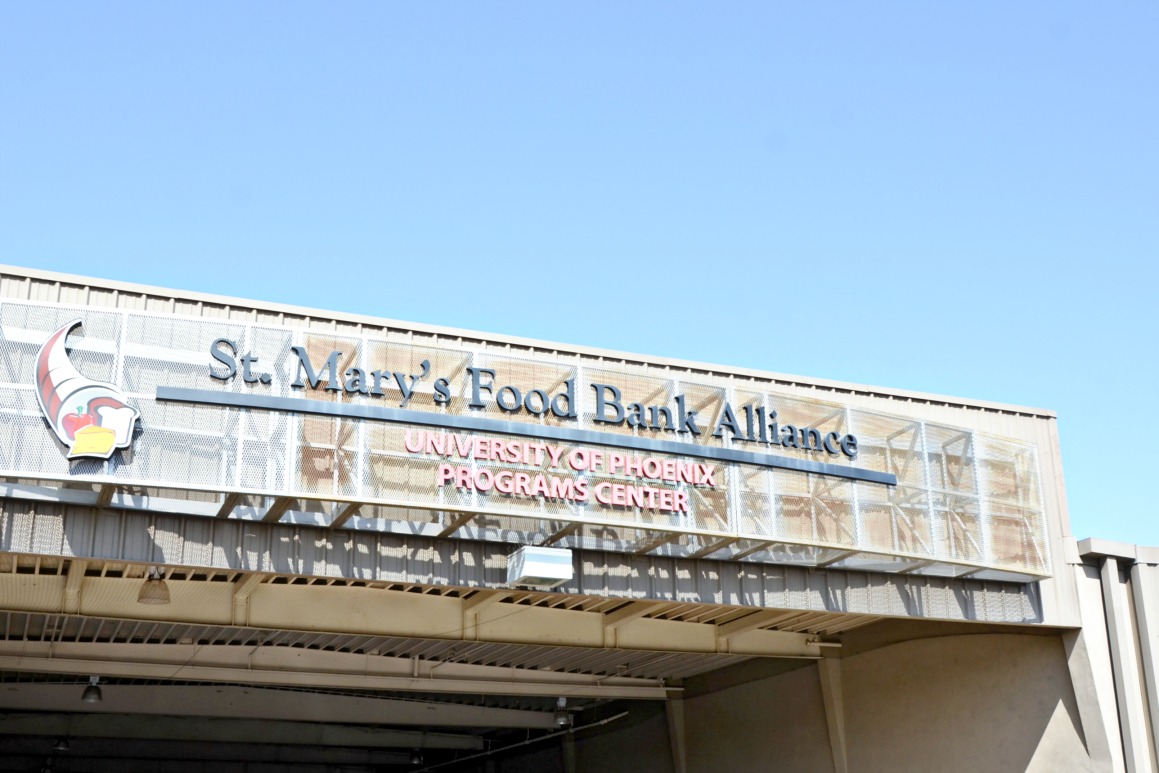 St. Mary's Food Bank Alliance
UNIVERSITY OF PHOENIX
PROGRAMS CENTER